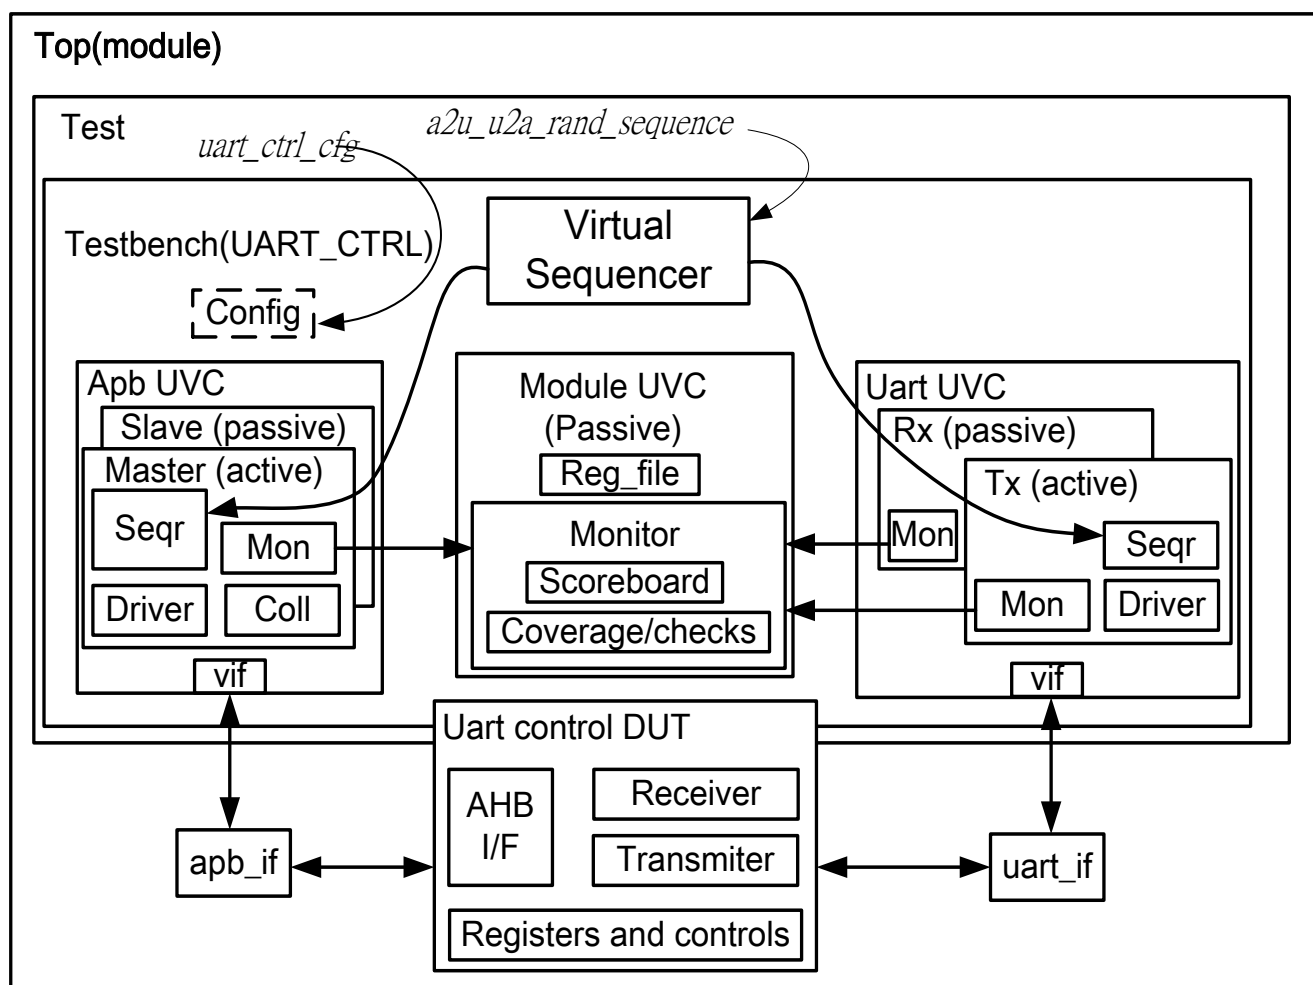 Top(module)
Test
uart_ctrl_cfg
a2u_u2a_rand_sequence
Testbench(UART_CTRL)
Config
Virtual
Sequencer
Apb UVC
Slave (passive)
Master (active)
Seqr
Mon
Driver
Coll
vif
Module UVC
(Passive)
Reg_file
Monitor
Scoreboard
Coverage/checks
Uart UVC
Rx (passive)
Tx (active)
Mon
Seqr
Mon
Driver
vif
Uart control DUT
AHB
I/F
Receiver
Transmiter
Registers and controls
apb_if
uart_if